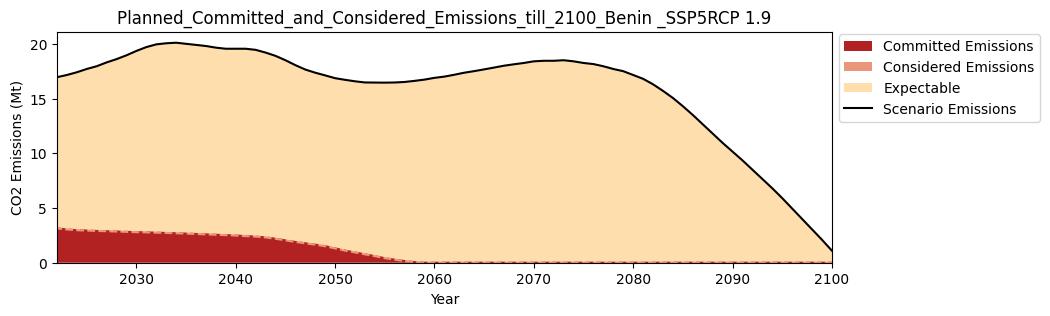 Planned_Committed_and_Considered_Emissions_till_2100_Benin _SSP5RCP 1.9
CO2 Emissions (Mt)
20
15
10
5
0
2030 2040 2050 2060 2070 2080 2090 2100
Year
Committed Emissions
Considered Emissions
Expectable
Scenario Emissions